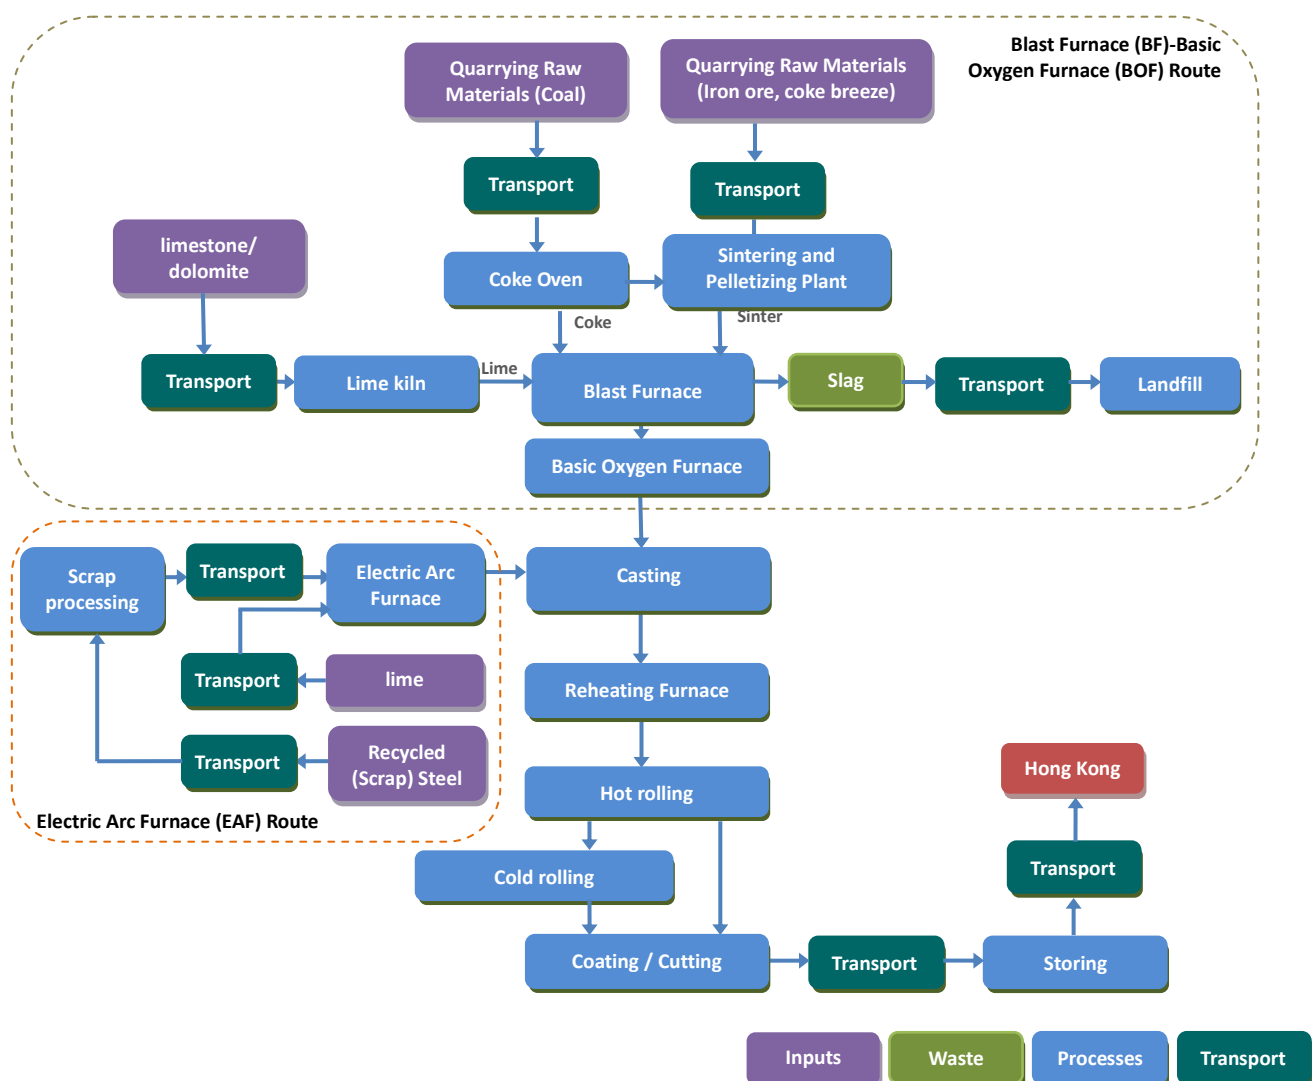 Blast Furnace (BF)-Basic
Oxygen Furnace (BOF) Route
Quarrying Raw
Materials (Coal)
Quarrying Raw Materials
(Iron ore, coke breeze)
Transport
Transport
limestone/
dolomite
Coke Oven
Sintering and
Pelletizing Plant
Coke
Sinter
Transport
Lime kiln
Lime
Blast Furnace
Slag
Transport
Landfill
Basic Oxygen Furnace
Scrap
processing
Transport
Electric Arc
Furnace
Casting
Transport
lime
Reheating Furnace
Transport
Recycled
(Scrap) Steel
Electric Arc Furnace (EAF) Route
Hot rolling
Hong Kong
Cold rolling
Transport
Coating / Cutting
Transport
Storing
Inputs
Waste
Processes
Transport